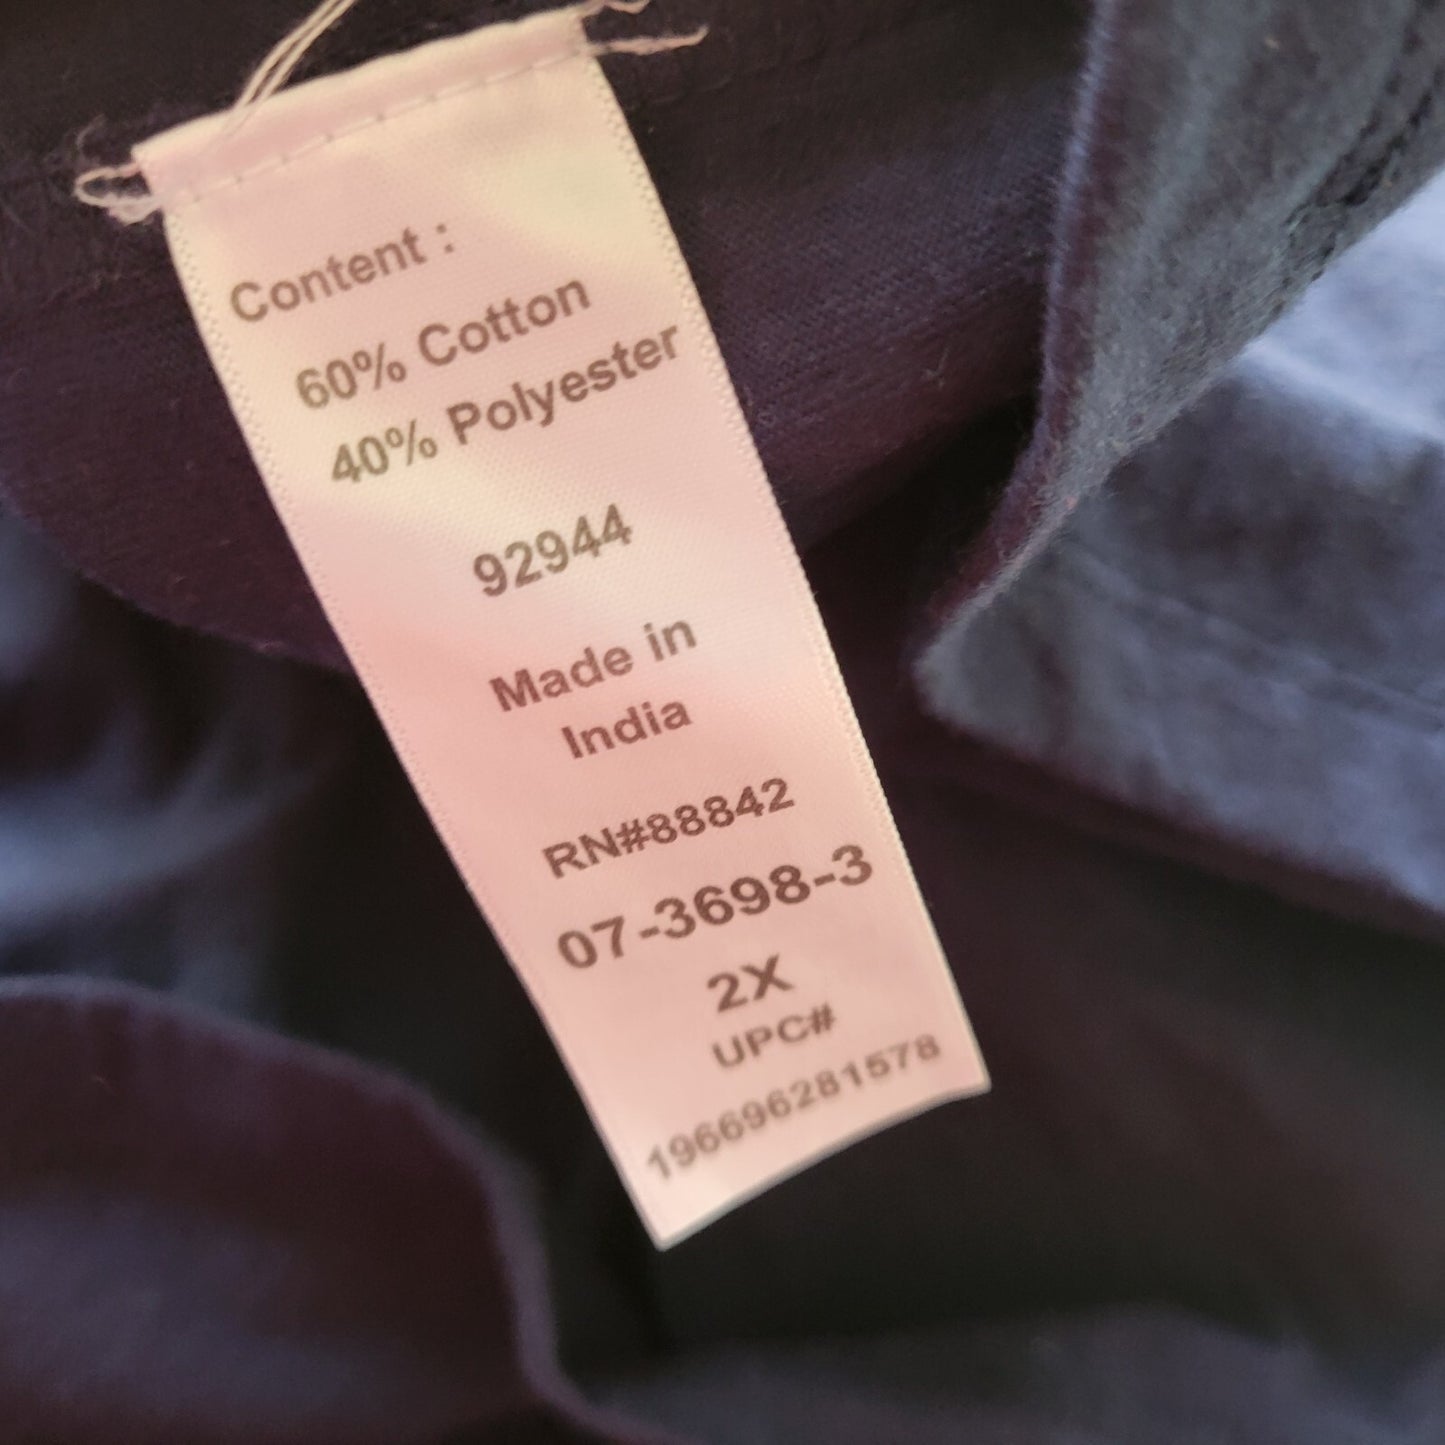 Content :
60% Cotton
40% Polyester
92944
Made in
India
RN#88842
07-3698-3
2X
UPC#
196696281578